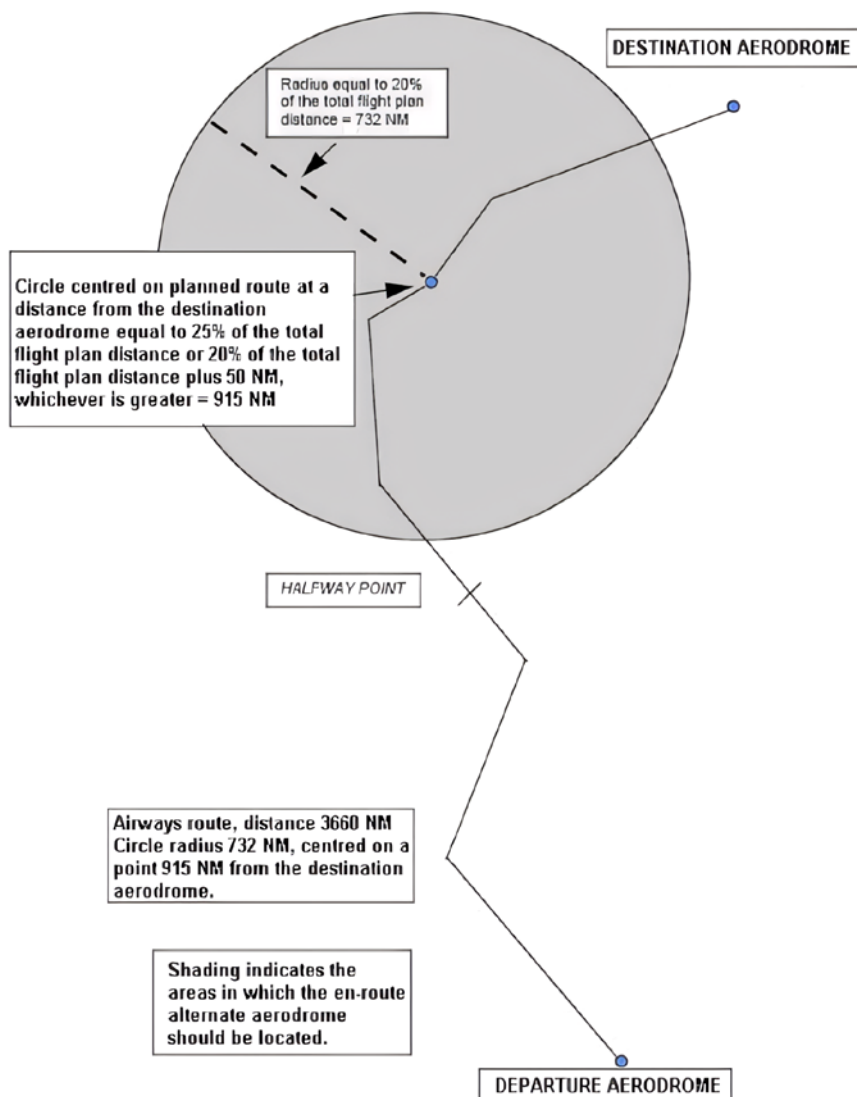 DESTINATION AERODROME
Radius equal to 20%
of the total flight plan
distance = 732 NM
Circle centred on planned route at a
distance from the destination
aerodrome equal to 25% of the total
flight plan distance or 20% of the total
flight plan distance plus 50 NM,
whichever is greater = 915 NM
HALFWAY POINT
Airways route, distance 3660 NM
Circle radius 732 NM, centred on a
point 915 NM from the destination
aerodrome.
Shading indicates the
areas in which the en-route
alternate aerodrome
should be located.
DEPARTURE AERODROME